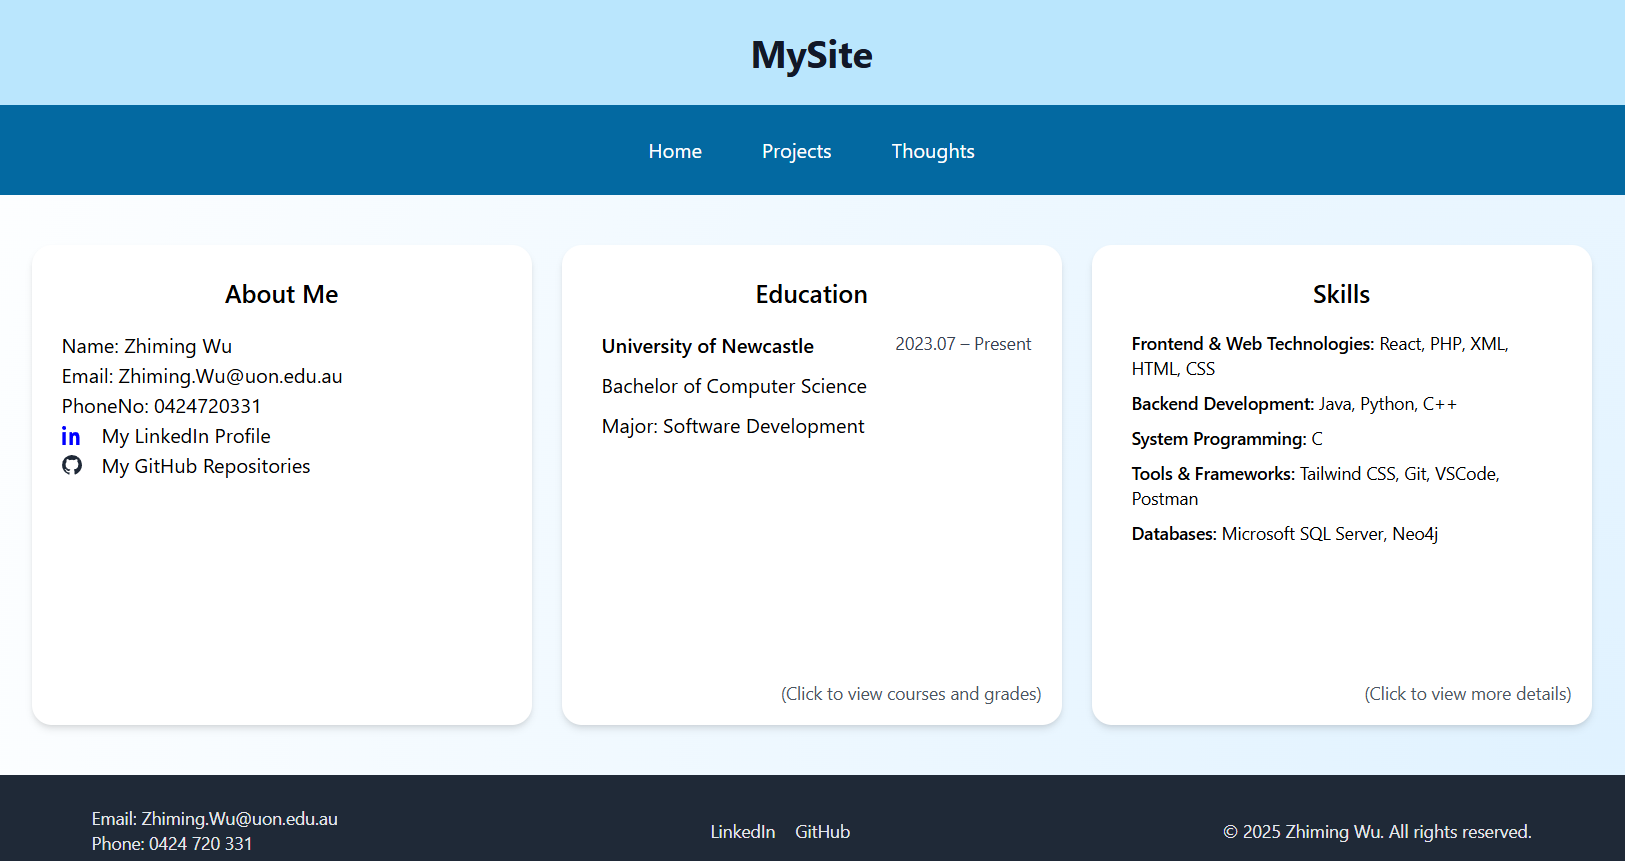 MySite
Home
Projects
Thoughts
About Me
Name: Zhiming Wu
Email: Zhiming.Wu@uon.edu.au
PhoneNo: 0424720331
My LinkedIn Profile
My GitHub Repositories
Education
University of Newcastle
2023.07 – Present
Bachelor of Computer Science
Major: Software Development
(Click to view courses and grades)
Skills
Frontend & Web Technologies: React, PHP, XML,
HTML, CSS
Backend Development: Java, Python, C++
System Programming: C
Tools & Frameworks: Tailwind CSS, Git, VSCode,
Postman
Databases: Microsoft SQL Server, Neo4j
(Click to view more details)
Email: Zhiming.Wu@uon.edu.au
Phone: 0424 720 331
LinkedIn
GitHub
© 2025 Zhiming Wu. All rights reserved.